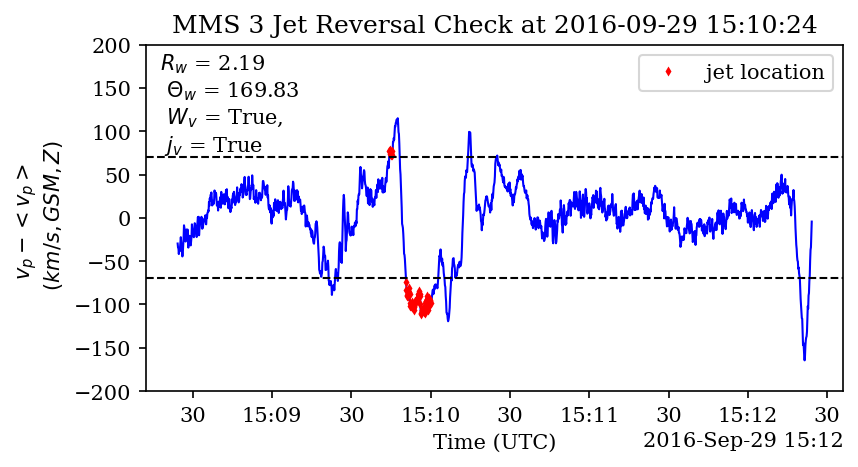 MMS 3 Jet Reversal Check at 2016-09-29 15:10:24
R_w = 2.19
Θ_w = 169.83
W_v = True,
j_v = True
jet location
v_p − < v_p >
(km/s, GSM, Z)
200
150
100
50
0
−50
−100
−150
−200
30 15:09 30 15:10 30 15:11 30 15:12 30
Time (UTC)
2016-Sep-29 15:12